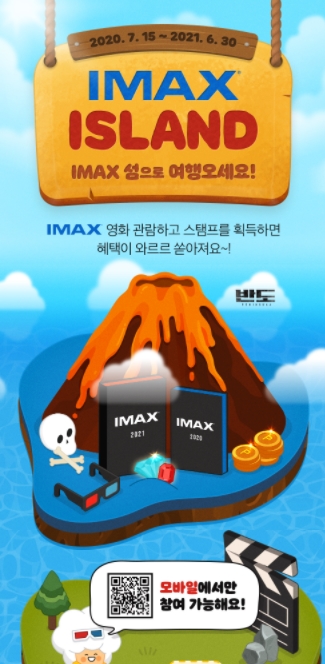 2020. 7. 15 ~ 2021. 6. 30
IMAX®
ISLAND
IMAX 섬으로 여행오세요!
IMAX 영화 관람하고 스탬프를 획득하면
혜택이 와르르 쏟아져요~!
반도
IMAX
2021
IMAX
2020
모바일에서만
참여 가능해요!